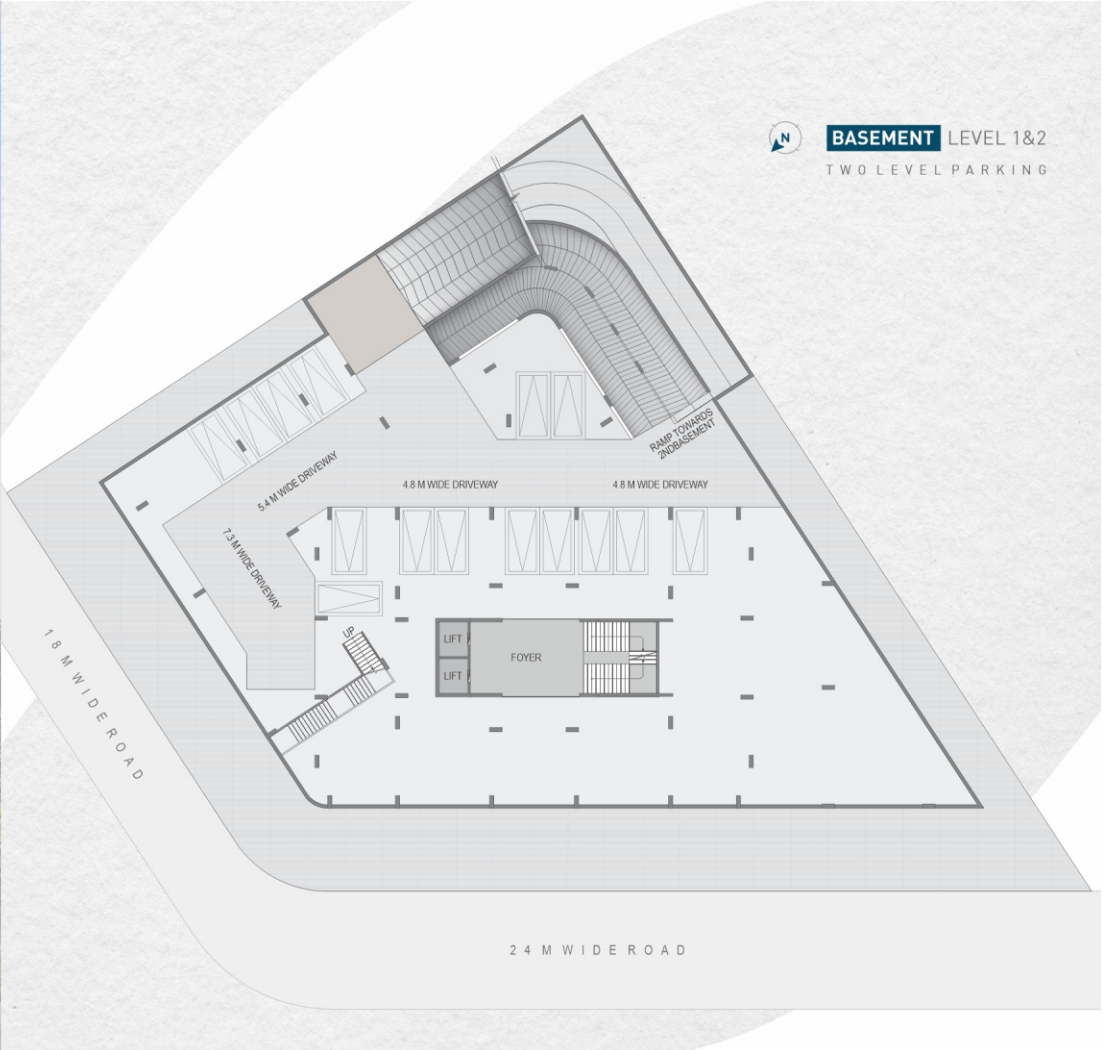 N
BASEMENT LEVEL 1&2
TWO LEVEL PARKING
RAMP TOWARDS
2NDBASEMENT
5.4 M WIDE DRIVEWAY
4.8 M WIDE DRIVEWAY
4.8 M WIDE DRIVEWAY
7.3 M WIDE DRIVEWAY
UP
LIFT
FOYER
LIFT
18 M WIDE ROAD
24 M WIDE ROAD